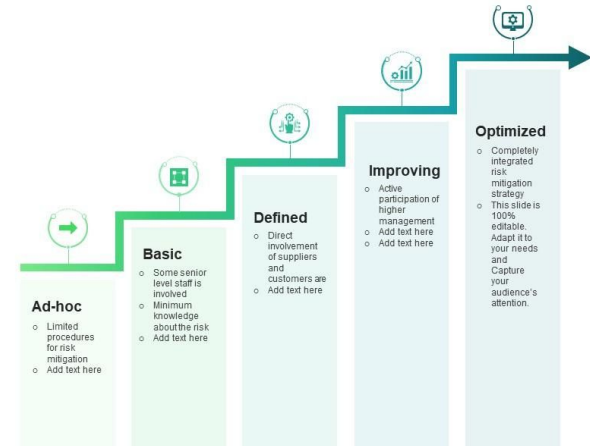 Ad-hoc
o Limited
procedures
for risk
mitigation
o Add text here
Basic
o Some senior
level staff is
involved
o Minimum
knowledge
about the risk
o Add text here
Defined
o Direct
involvement
of suppliers
and
customers are
o Add text here
Improving
o Active
participation of
higher
management
o Add text here
o Add text here
Optimized
o Completely
integrated
risk
mitigation
strategy
o This slide is
100%
editable.
Adapt it to
your needs
and
Capture
your
audience's
attention.